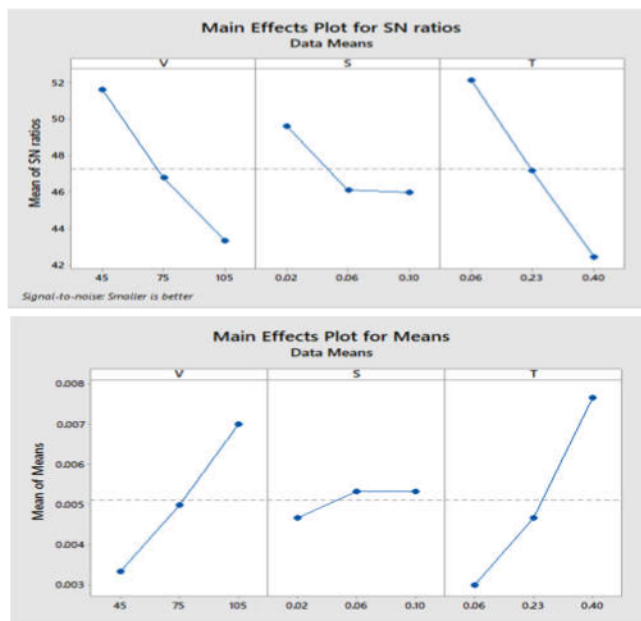 Main Effects Plot for SN ratios
Data Means
V S T
Mean of SN ratios
52
50
48
46
44
42
45 75 105 0.02 0.06 0.10 0.06 0.23 0.40
Signal-to-noise: Smaller is better
Main Effects Plot for Means
Data Means
V S T
Mean of Means
0.008
0.007
0.006
0.005
0.004
0.003
45 75 105 0.02 0.06 0.10 0.06 0.23 0.40